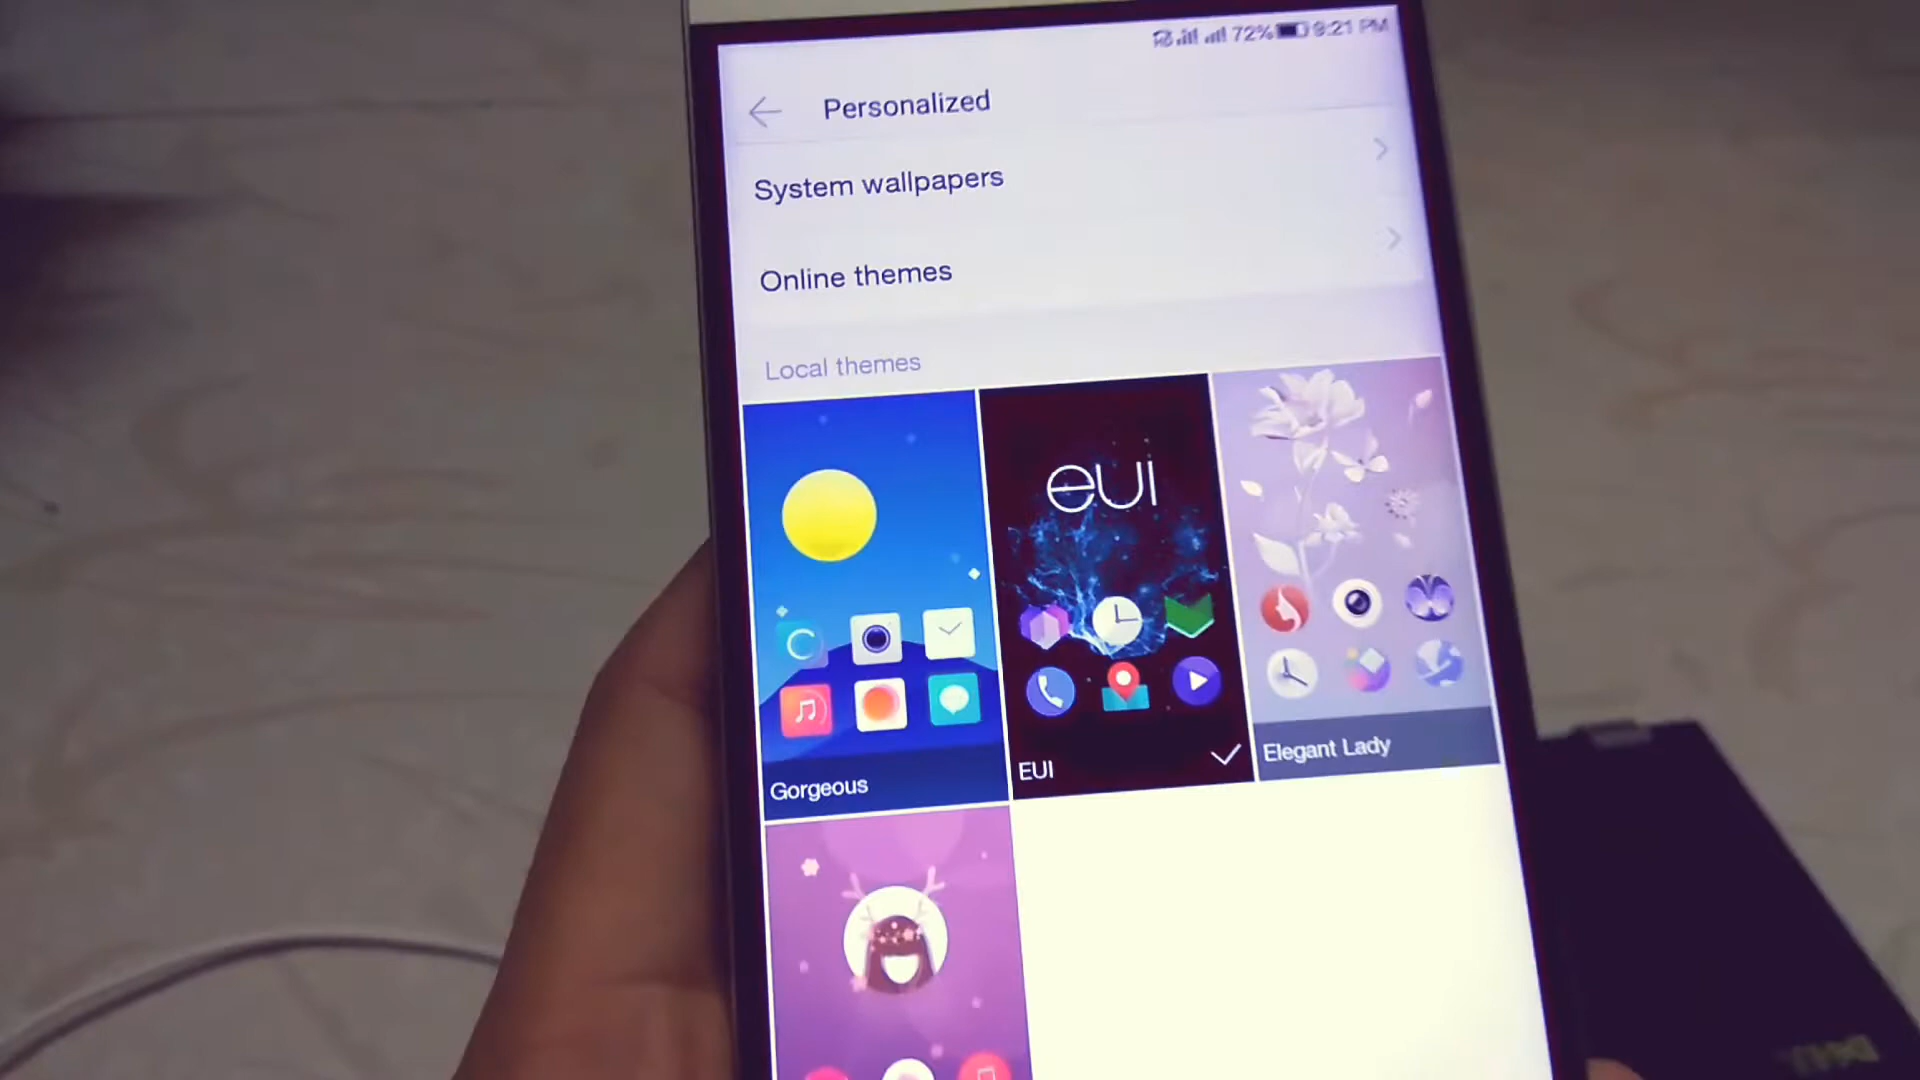 72% 9:21 PM
Personalized
System wallpapers
Online themes
Local themes
eui
Gorgeous
EUI
Elegant Lady